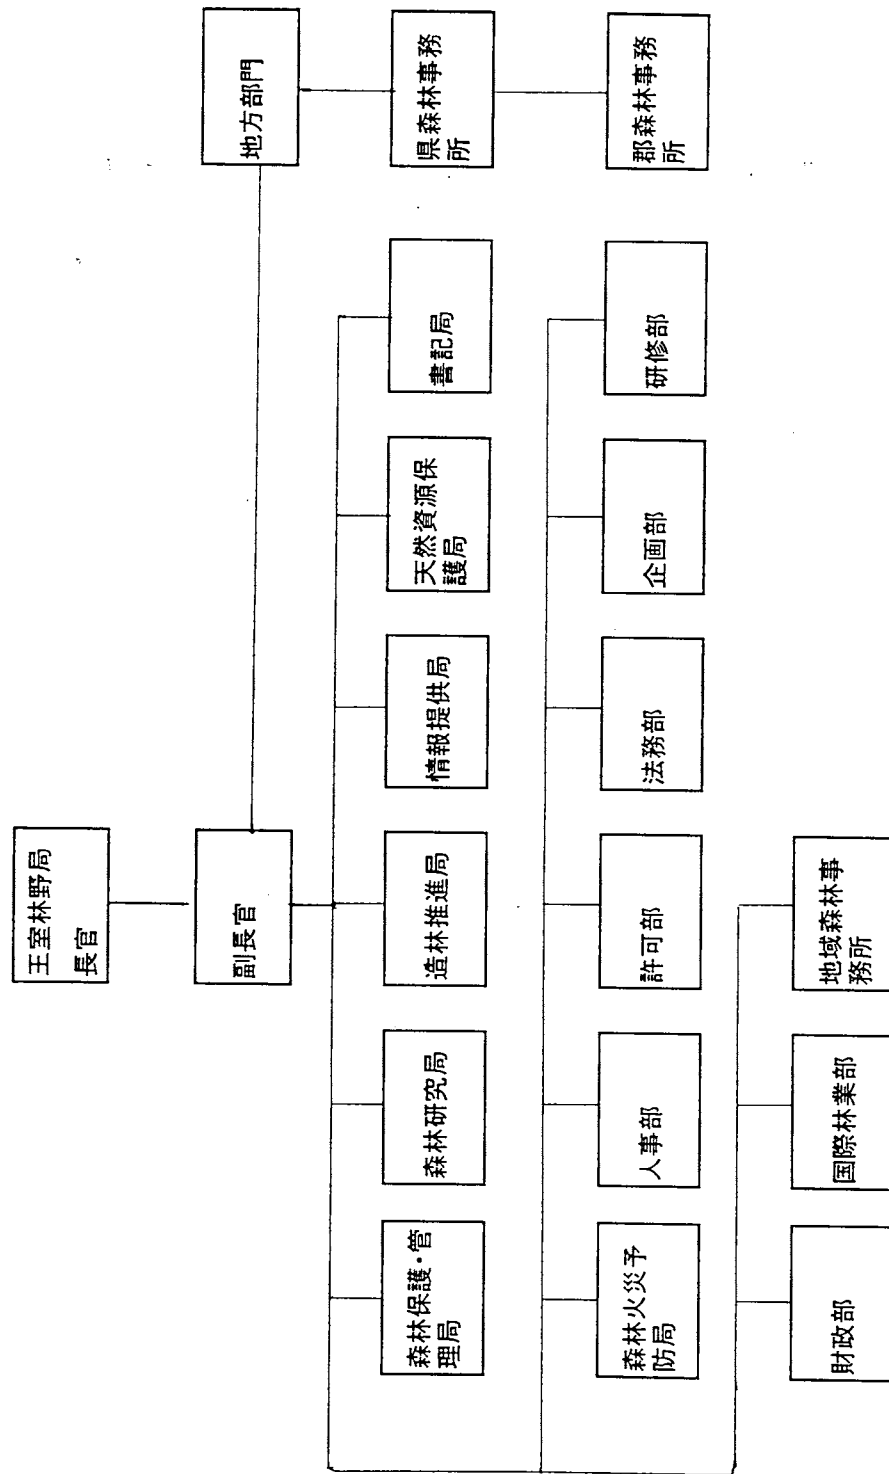 王室林野局
長官
副長官
地方部門
県森林事務
所
郡森林事務
所
森林保護・管
理局
森林研究局
造林推進局
情報提供局
天然資源保
護局
書記局
森林火災予
防局
人事部
許可部
法務部
企画部
研修部
財政部
国際林業部
地域森林事
務所